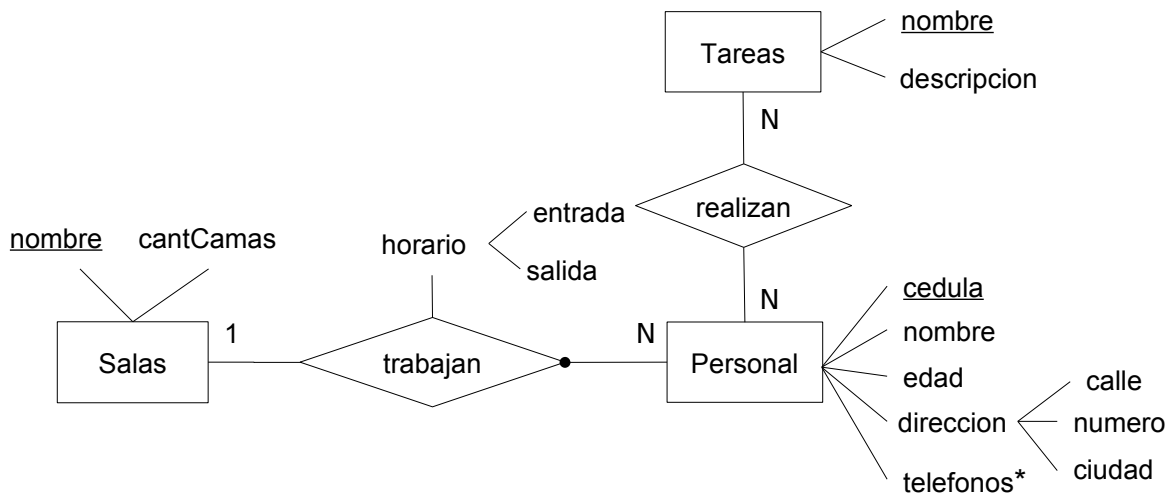 nombre
Tareas
descripcion
N
realizan
entrada
nombre cantCamas
horario
salida
N
cedula
1
N
nombre
Salas
trabajan
Personal
edad
calle
direccion
numero
telefonos*
ciudad